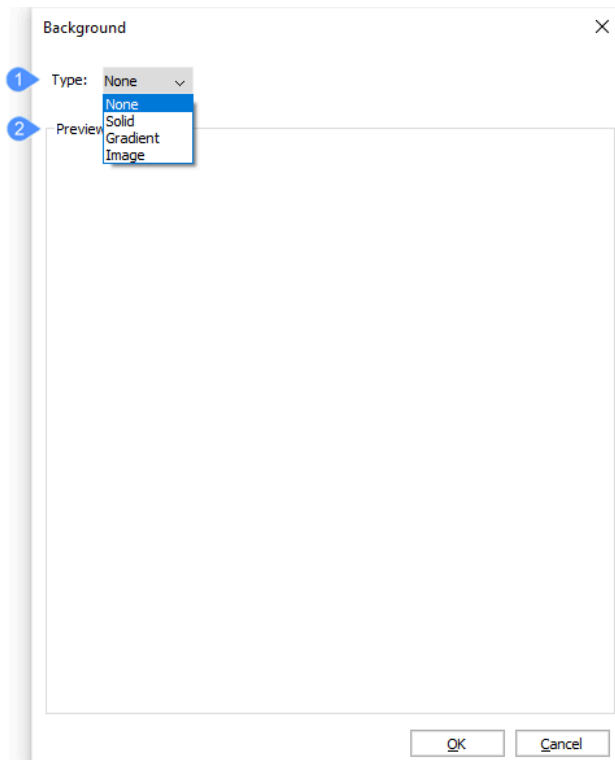 Background
1 Type: None
None
Solid
2 Preview
Gradient
Image
OK Cancel